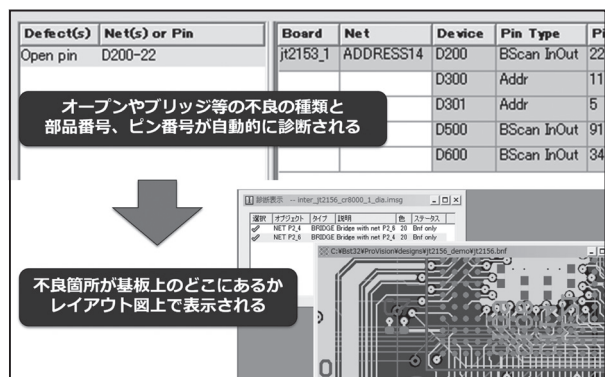 Defect(s) Net(s) or Pin
Open pin D200-22
Board Net Device Pin Type
jt2153_1 ADDRESS14 D200 BScan InOut 22
D300 Addr 11
D301 Addr 5
D500 BScan InOut 91
D600 BScan InOut 34
オープンやブリッジ等の不良の種類と
部品番号、ピン番号が自動的に診断される
診断表示 -- inter_jt2156_cr8000_1_dia.imsg
選択 オブジェクト タイプ 説明 色 ステータス
NET P2_4 BRIDGE Bridge with net P2_6 20 Bnf only
NET P2_6 BRIDGE Bridge with net P2_4 20 Bnf only
C:¥Bst32¥ProVision¥designs¥jt2156_demo¥jt2156.bnf
不良箇所が基板上のどこにあるか
レイアウト図上で表示される